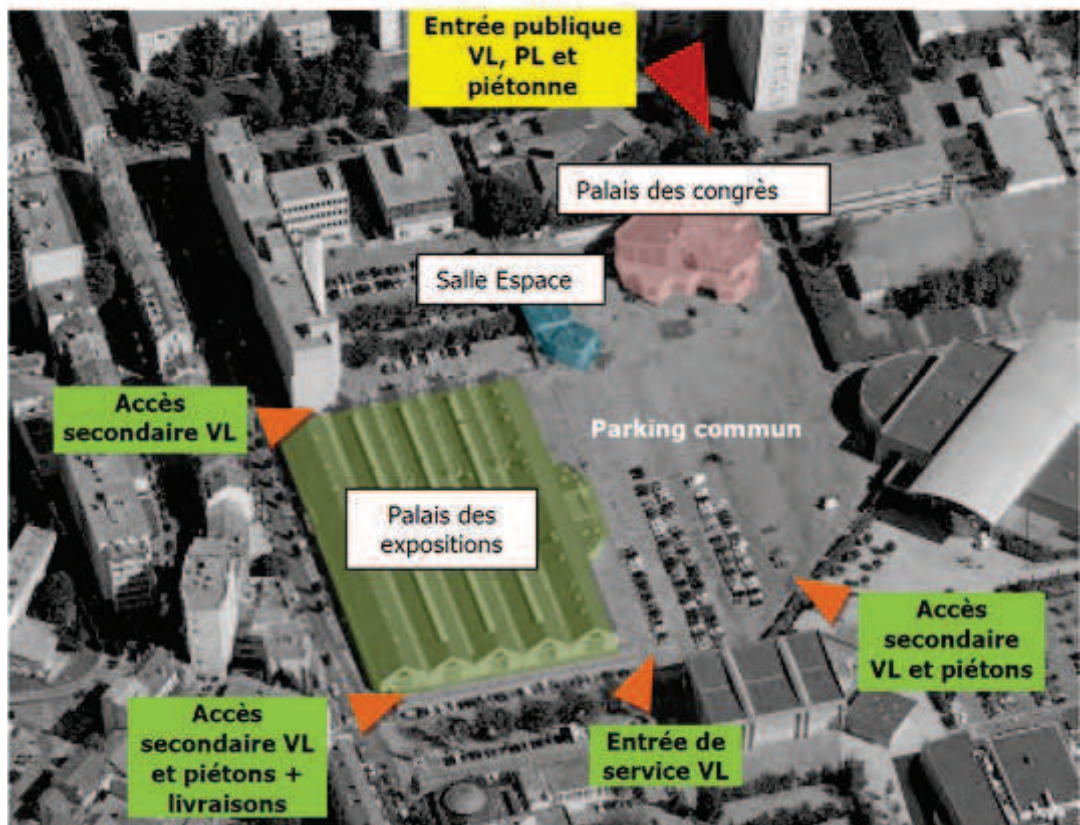 Entrée publique
VL, PL et
piétonne
Palais des congrès
Salle Espace
Accès
secondaire VL
Parking commun
Palais des
expositions
Accès
secondaire
VL et piétons
Accès
secondaire VL
et piétons +
livraisons
Entrée de
service VL